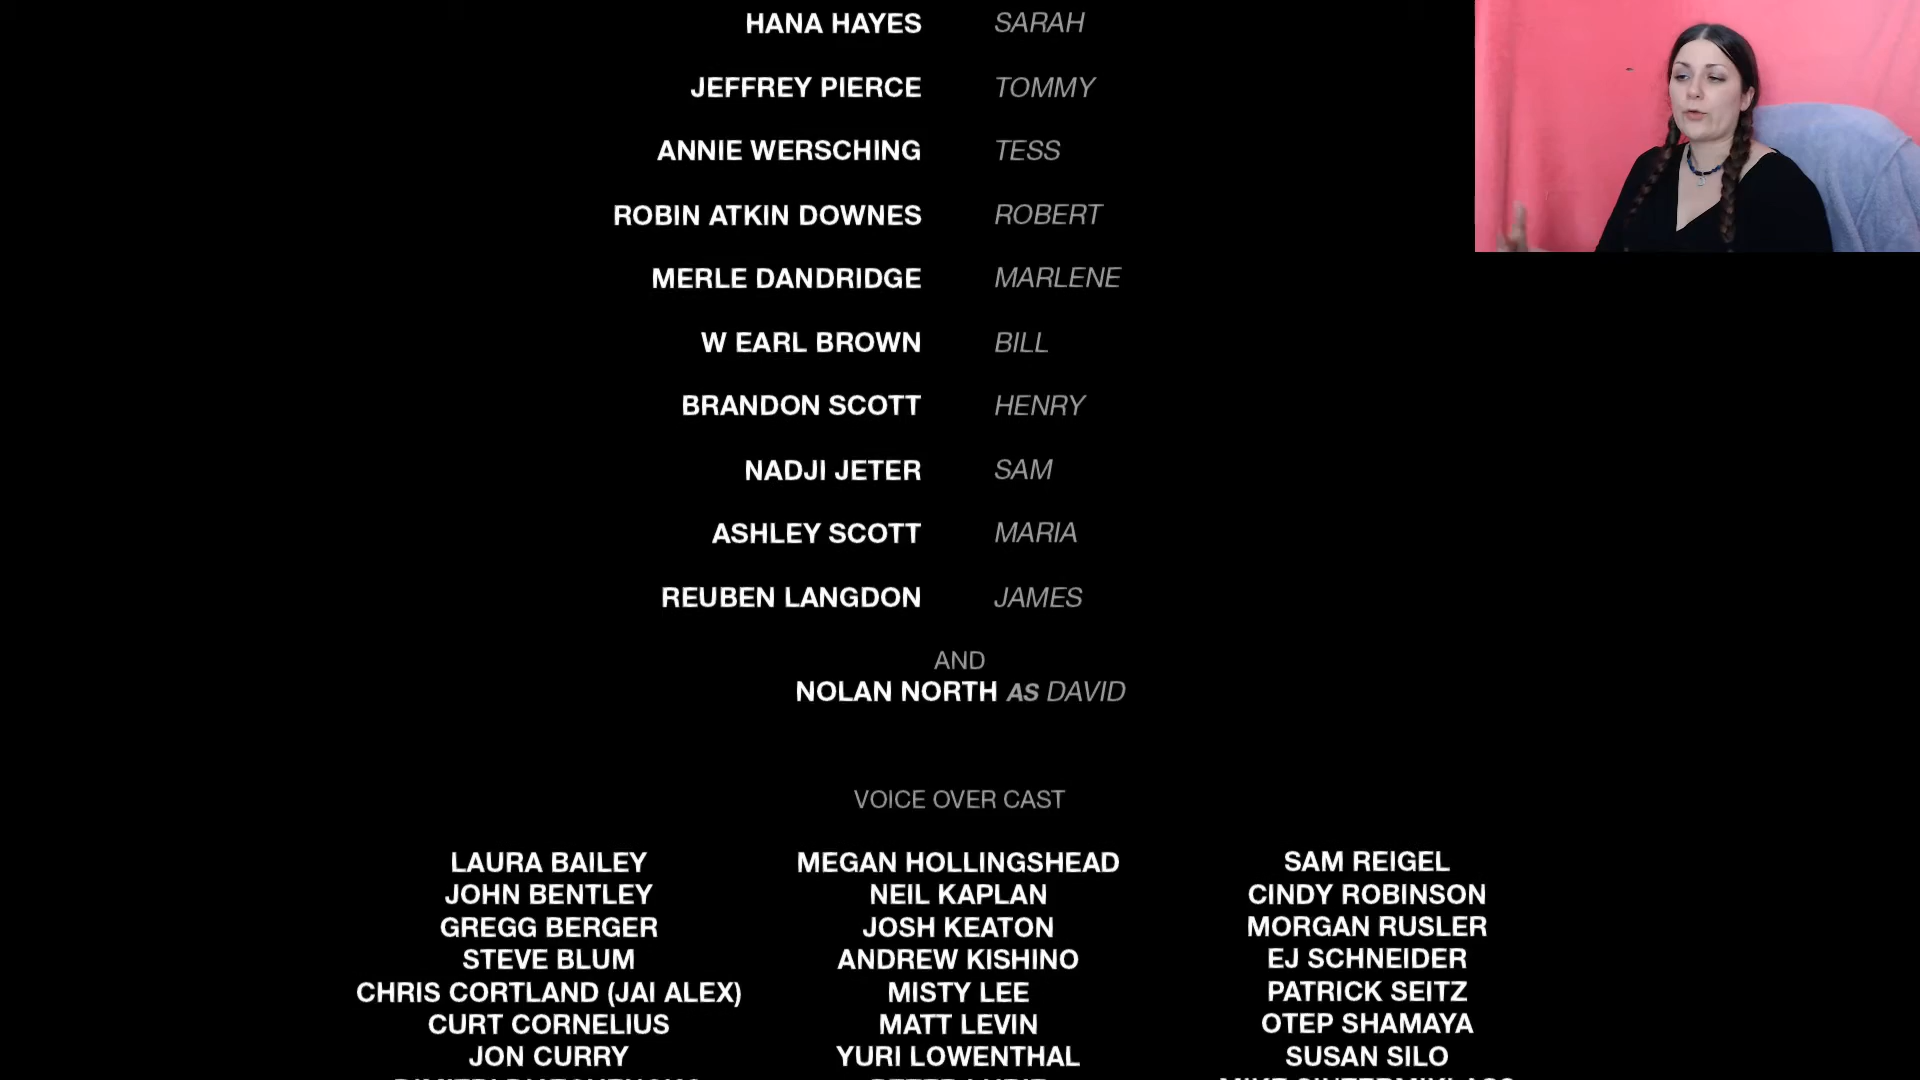 HANA HAYES SARAH
JEFFREY PIERCE TOMMY
ANNIE WERSCHING TESS
ROBIN ATKIN DOWNES ROBERT
MERLE DANDRIDGE MARLENE
W EARL BROWN BILL
BRANDON SCOTT HENRY
NADJI JETER SAM
ASHLEY SCOTT MARIA
REUBEN LANGDON JAMES
AND
NOLAN NORTH AS DAVID
VOICE OVER CAST
LAURA BAILEY MEGAN HOLLINGSHEAD SAM REIGEL
JOHN BENTLEY NEIL KAPLAN CINDY ROBINSON
GREGG BERGER JOSH KEATON MORGAN RUSLER
STEVE BLUM ANDREW KISHINO EJ SCHNEIDER
CHRIS CORTLAND (JAI ALEX) MISTY LEE PATRICK SEITZ
CURT CORNELIUS MATT LEVIN OTEP SHAMAYA
JON CURRY YURI LOWENTHAL SUSAN SILO